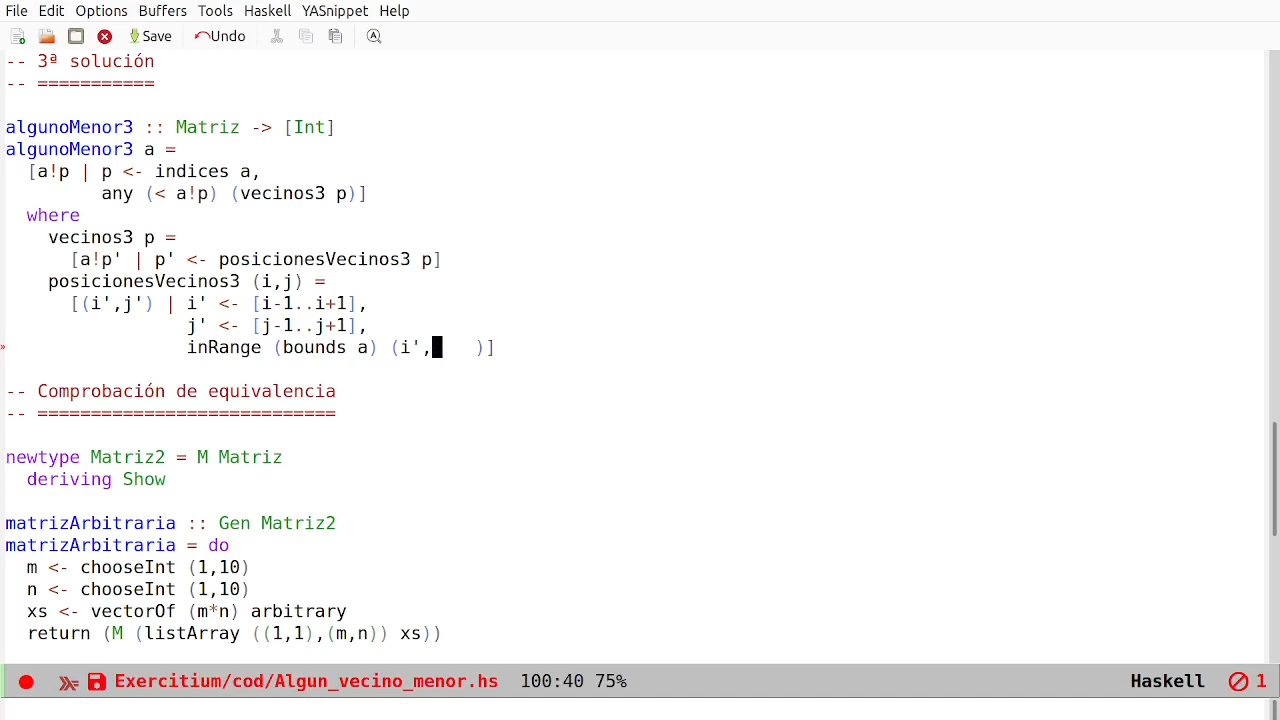 File Edit Options Buffers Tools Haskell YASnippet Help
Save Undo
-- 3ª solución
-- ===========
algunoMenor3 :: Matriz -> [Int]
algunoMenor3 a =
  [a!p | p <- indices a,
         any (< a!p) (vecinos3 p)]
  where
    vecinos3 p =
      [a!p' | p' <- posicionesVecinos3 p]
    posicionesVecinos3 (i,j) =
      [(i',j') | i' <- [i-1..i+1],
                 j' <- [j-1..j+1],
                 inRange (bounds a) (i',    )]
-- Comprobación de equivalencia
-- ============================
newtype Matriz2 = M Matriz
  deriving Show
matrizArbitraria :: Gen Matriz2
matrizArbitraria = do
  m <- chooseInt (1,10)
  n <- chooseInt (1,10)
  xs <- vectorOf (m*n) arbitrary
  return (M (listArray ((1,1),(m,n)) xs))
Exercitium/cod/Algun_vecino_menor.hs 100:40 75% Haskell 1